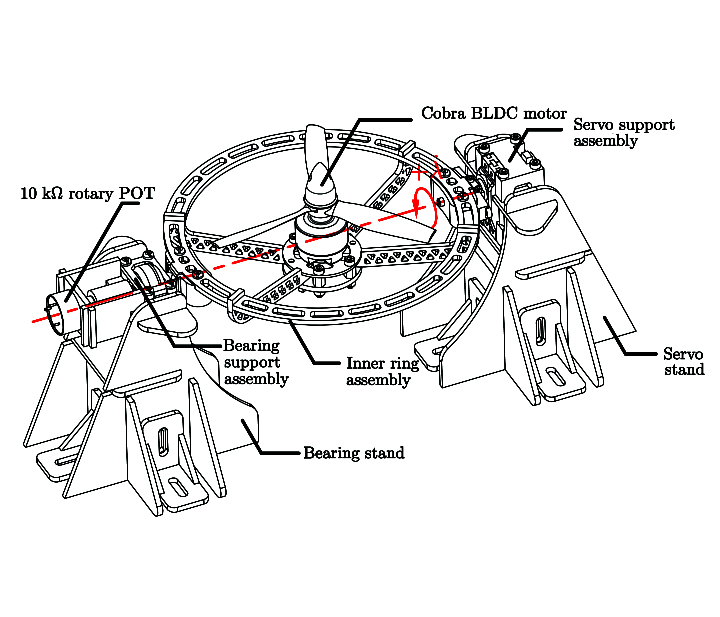 Cobra BLDC motor
Servo support
assembly
10 kΩ rotary POT
+ λ
Bearing
support
assembly
Inner ring
assembly
Servo
stand
Bearing stand